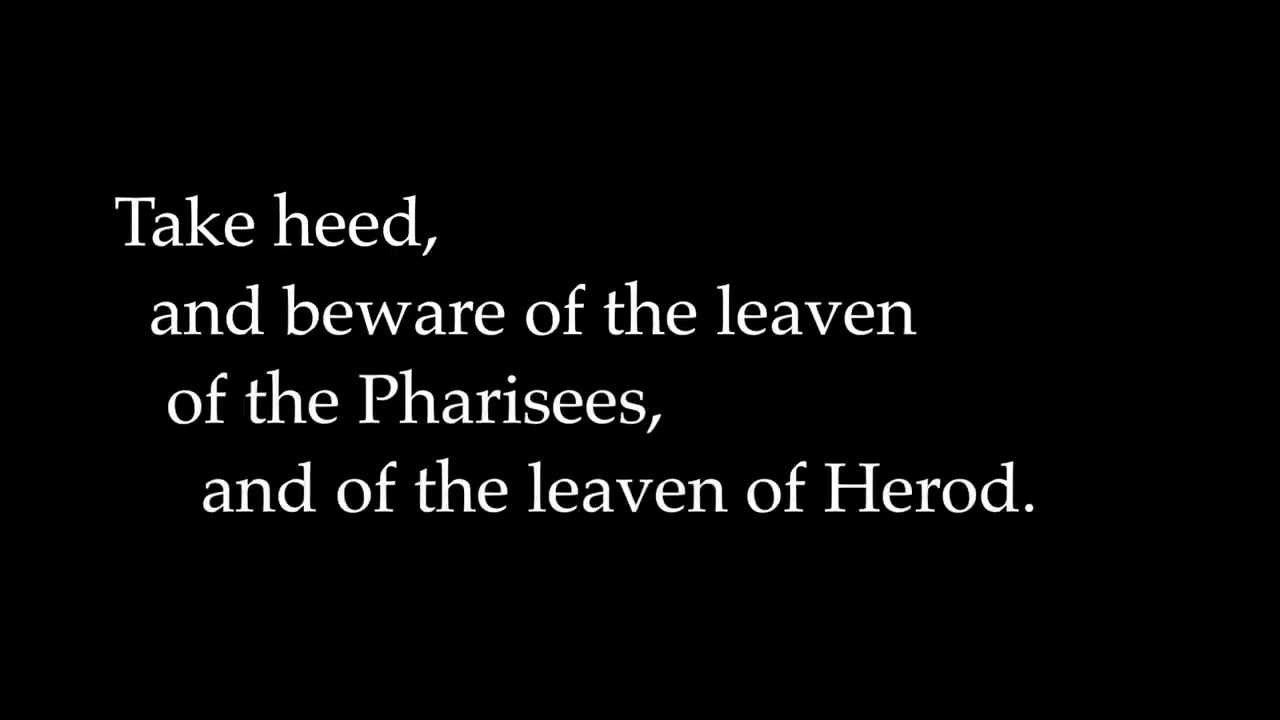 Take heed,
and beware of the leaven
of the Pharisees,
and of the leaven of Herod.